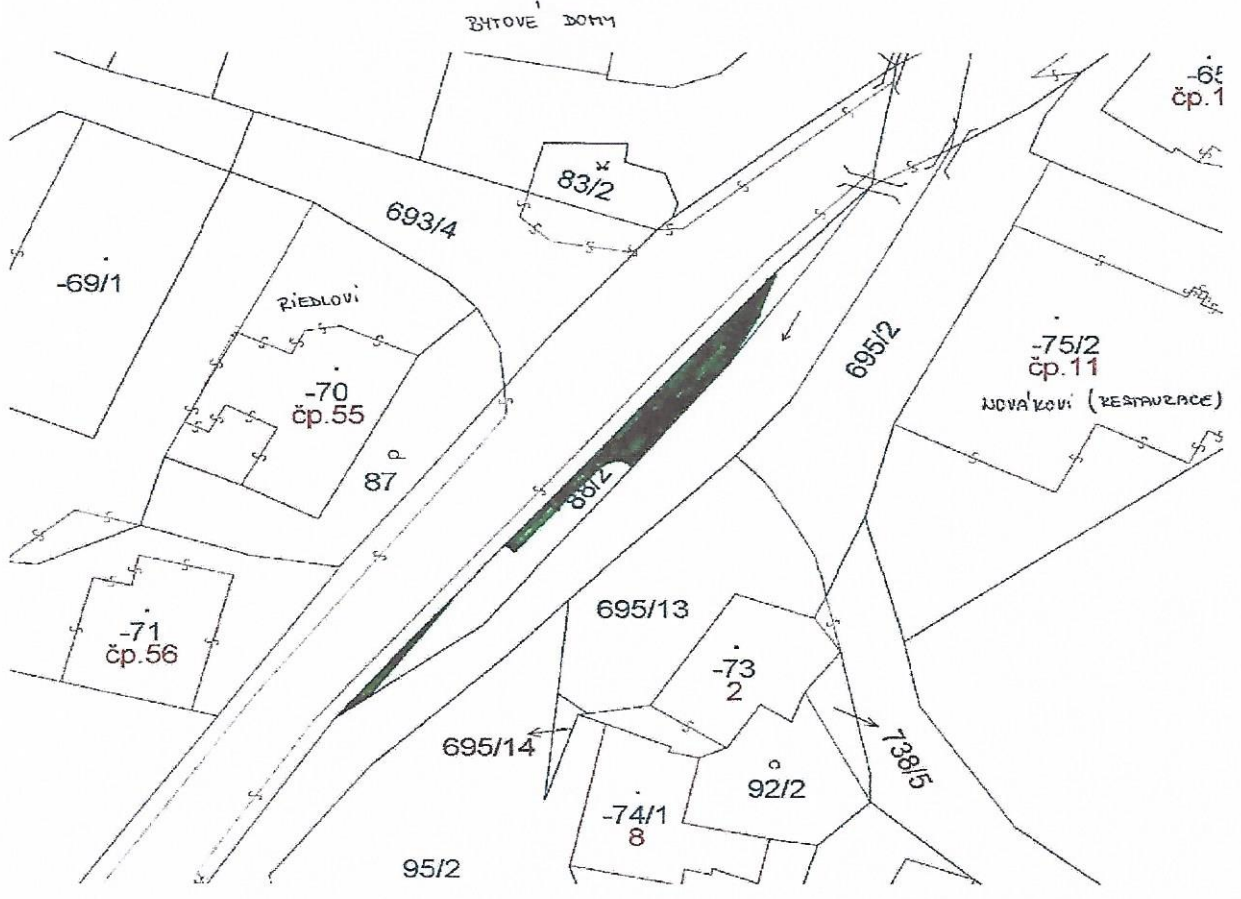 BYTOVÉ DOMY
-65
čp.1
83/2
693/4
-69/1
RIEDLOVI
-70
čp.55
695/2
-75/2
čp.11
NOVÁKOVI (RESTAURACE)
87
88/2
-71
čp.56
695/13
-73
2
695/14
738/5
92/2
-74/1
8
95/2